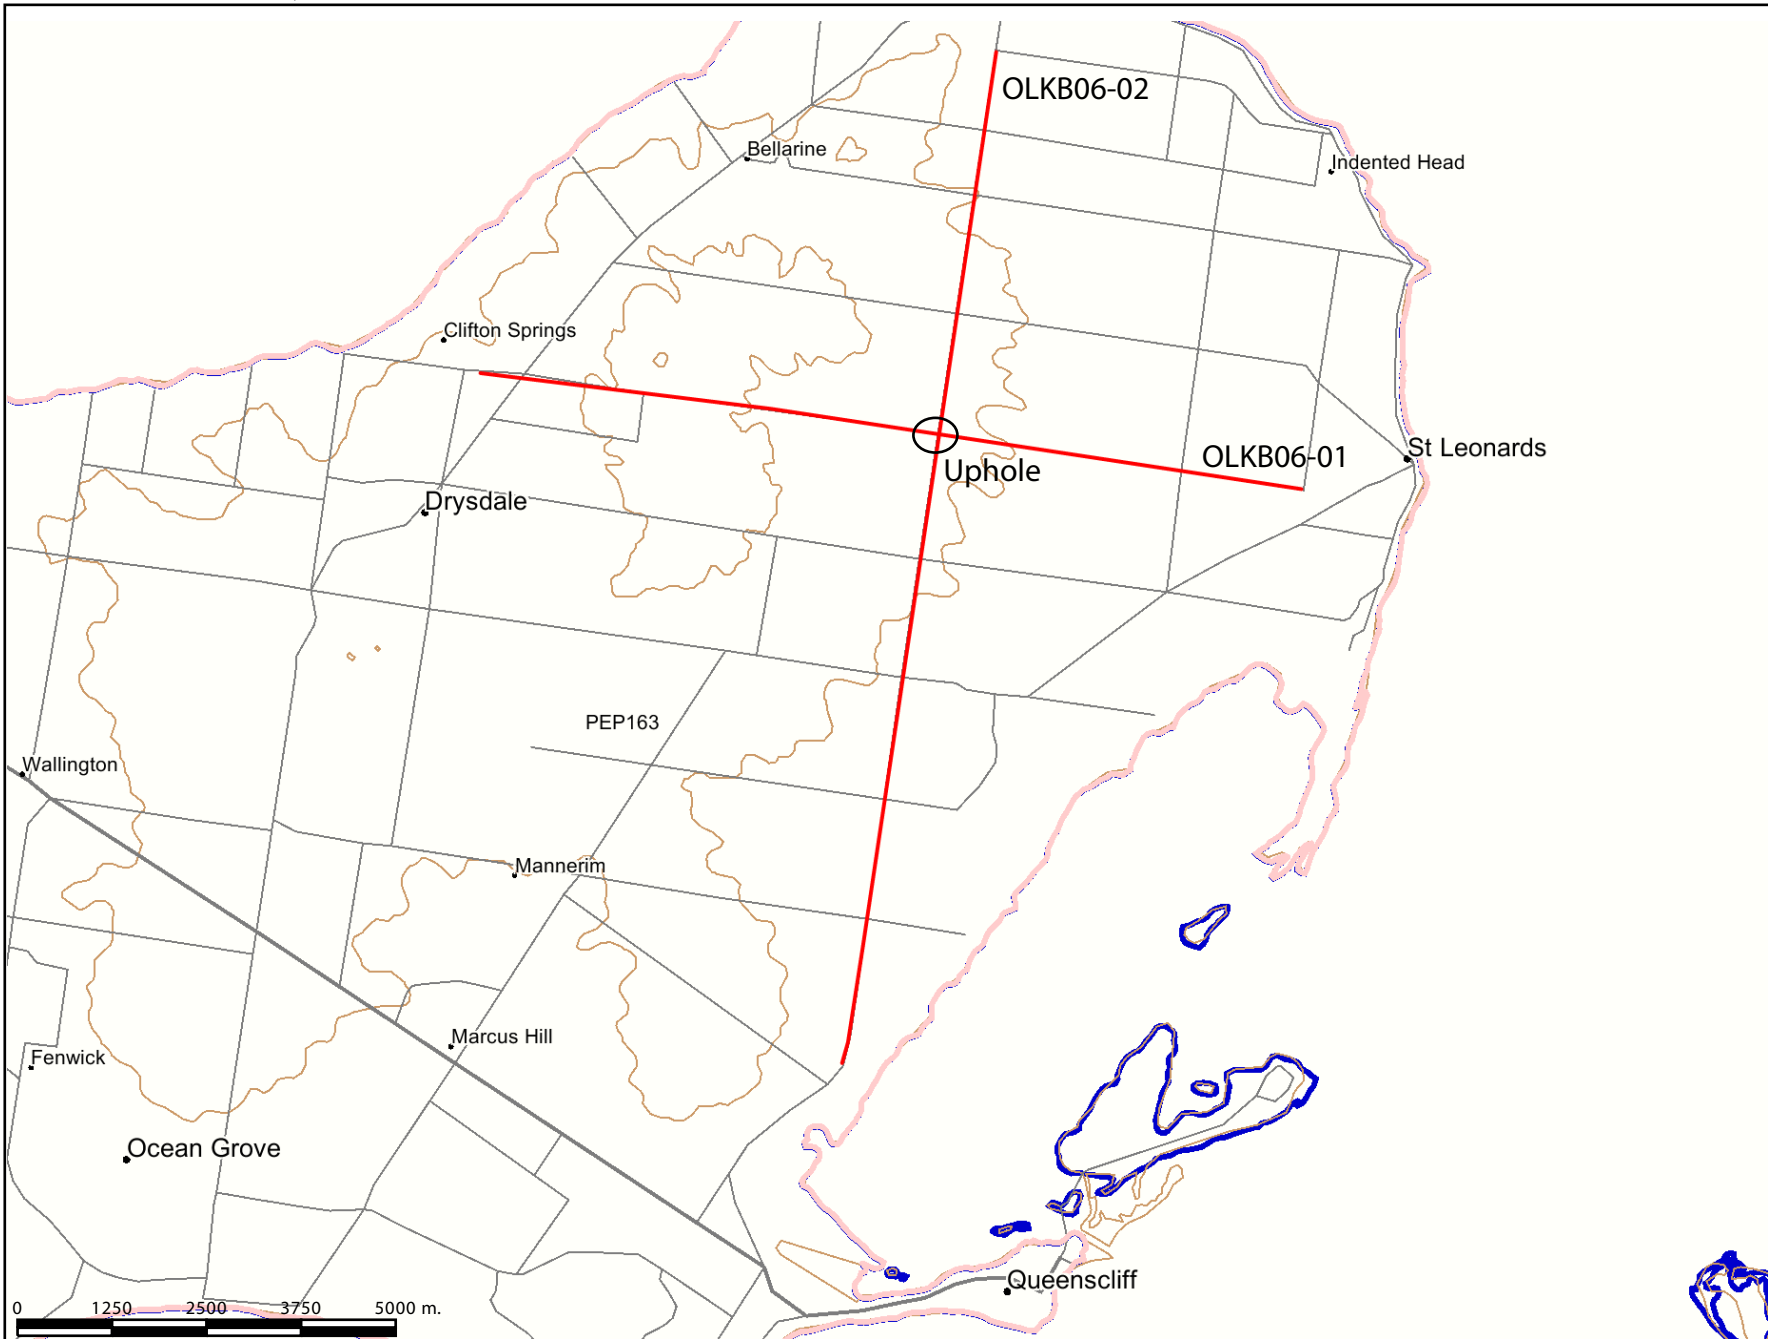 OLKB06-02
Bellarine
Indented Head
Clifton Springs
OLKB06-01
St Leonards
Uphole
Drysdale
PEP163
Wallington
Mannerim
Marcus Hill
Fenwick
Ocean Grove
Queenscliff
0 1250 2500 3750 5000 m.